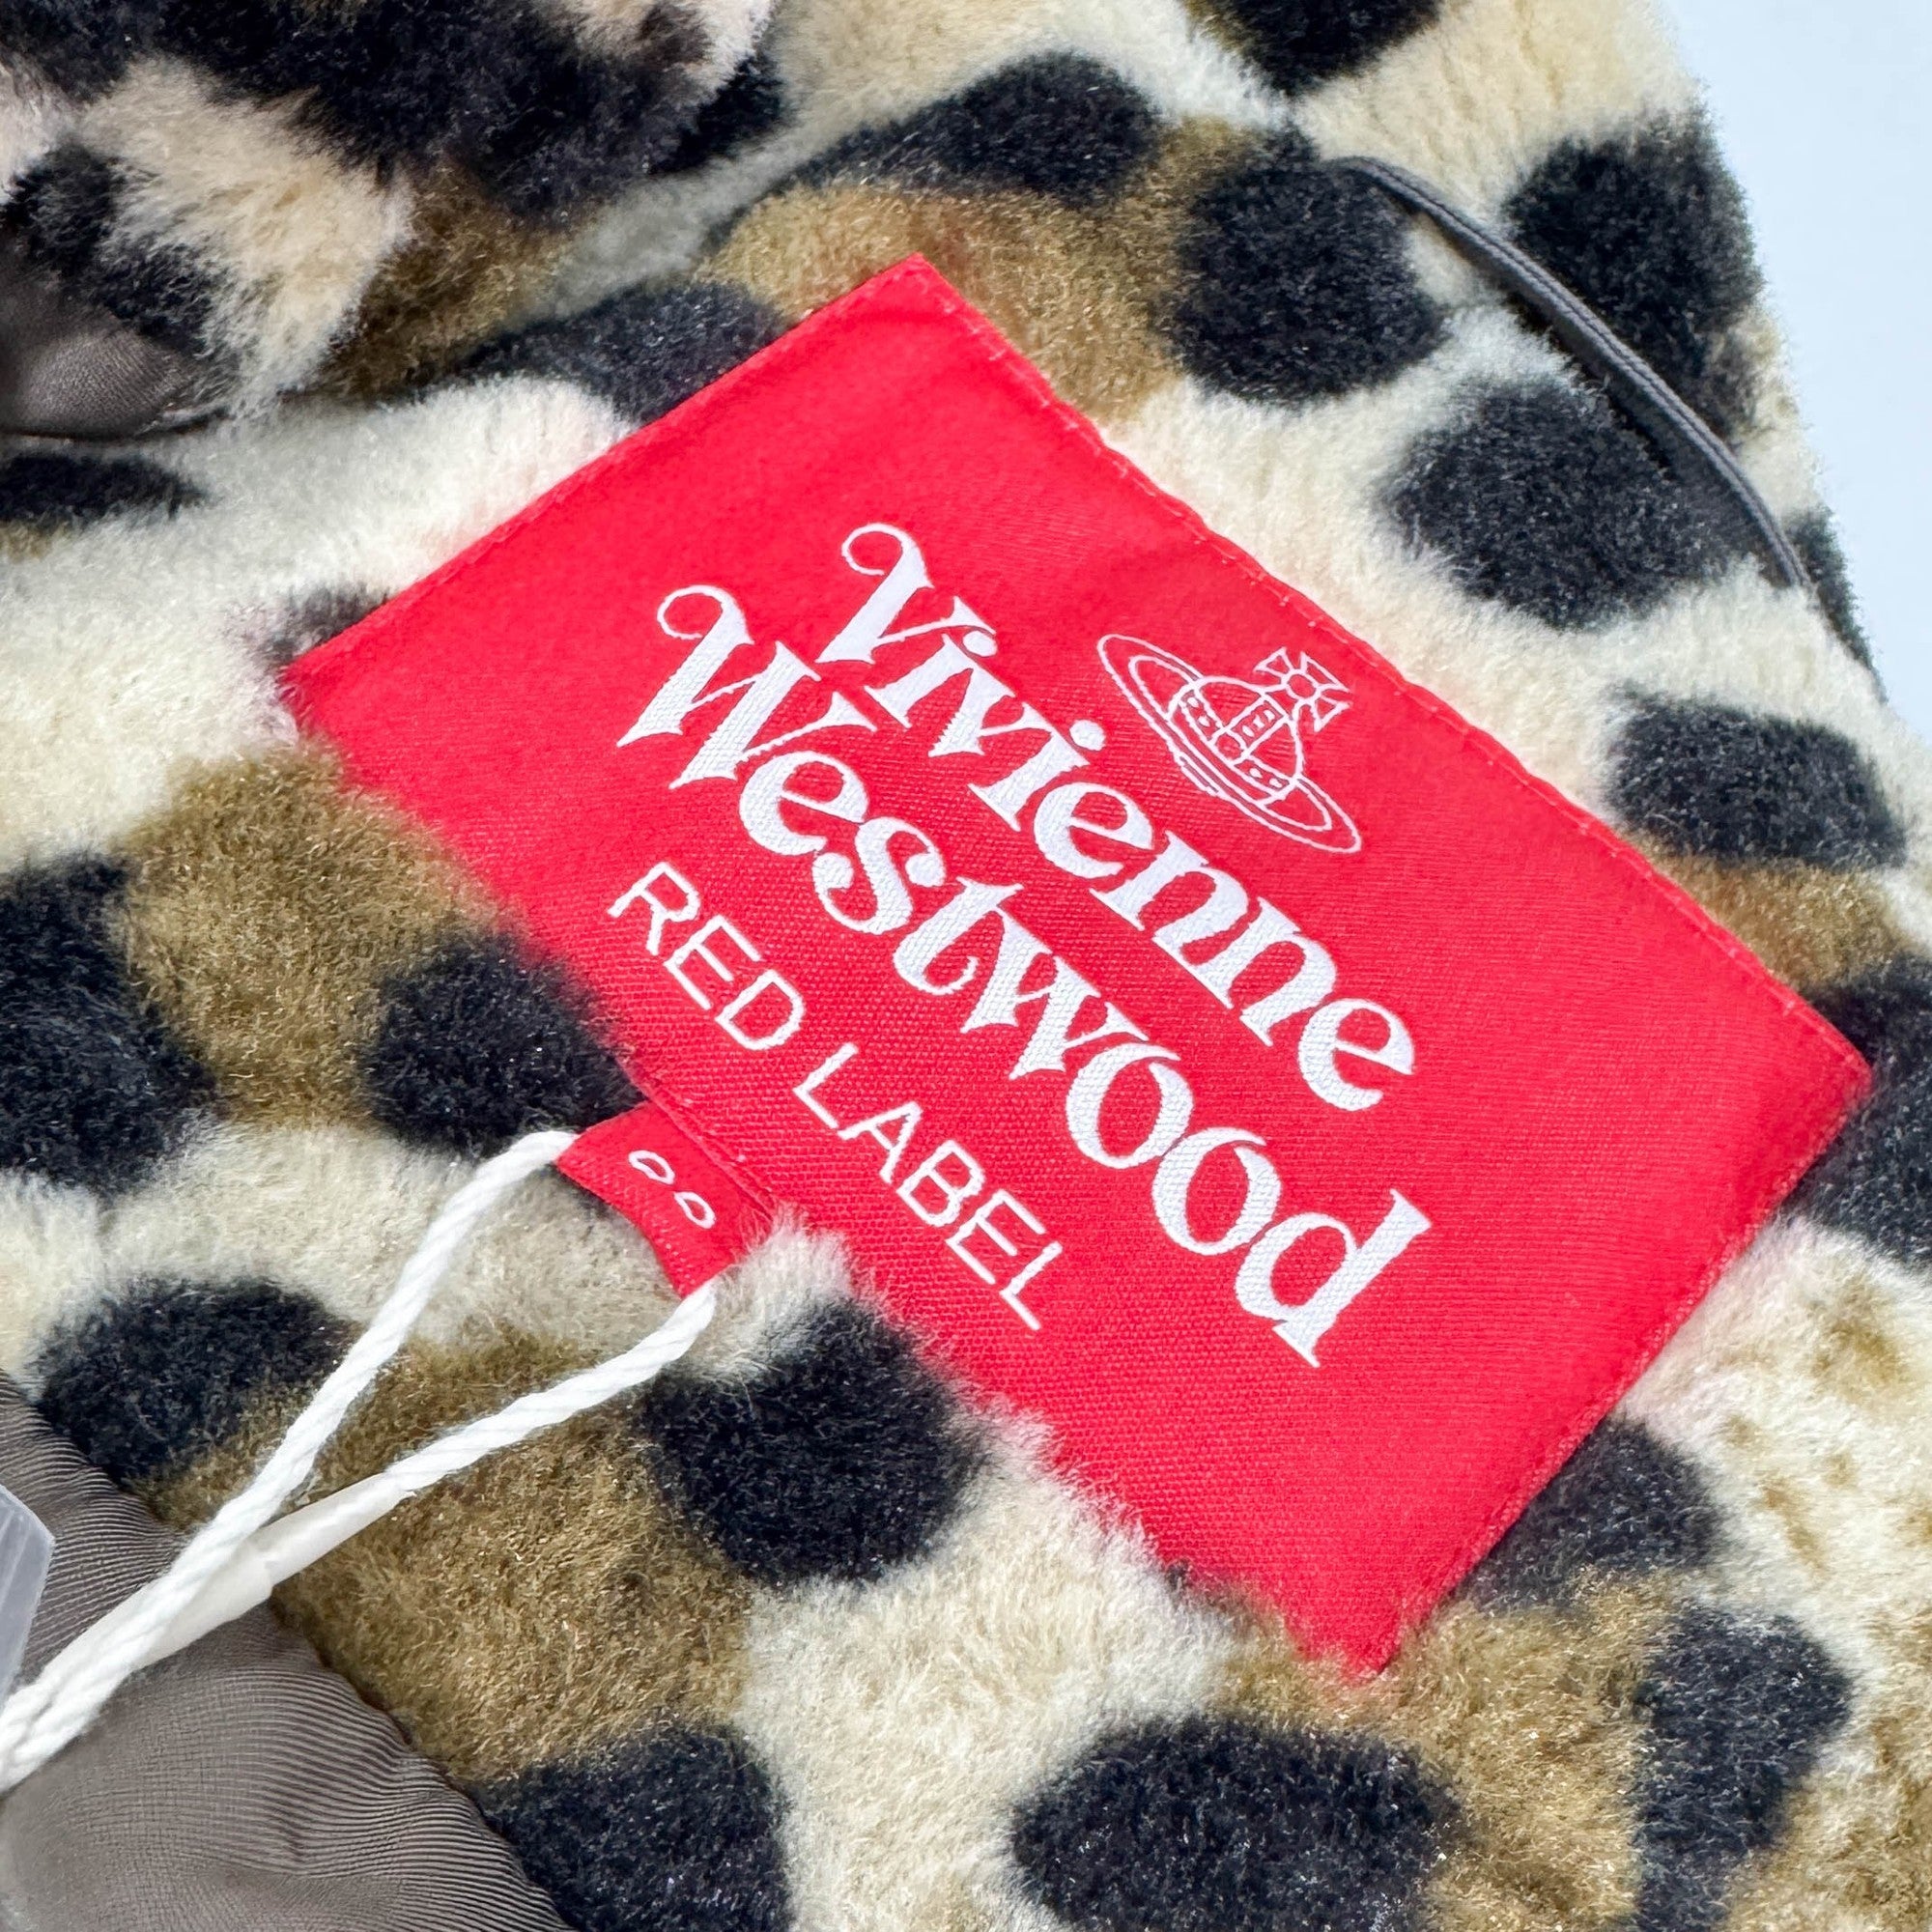 Vivienne
Westwood
RED LABEL
00